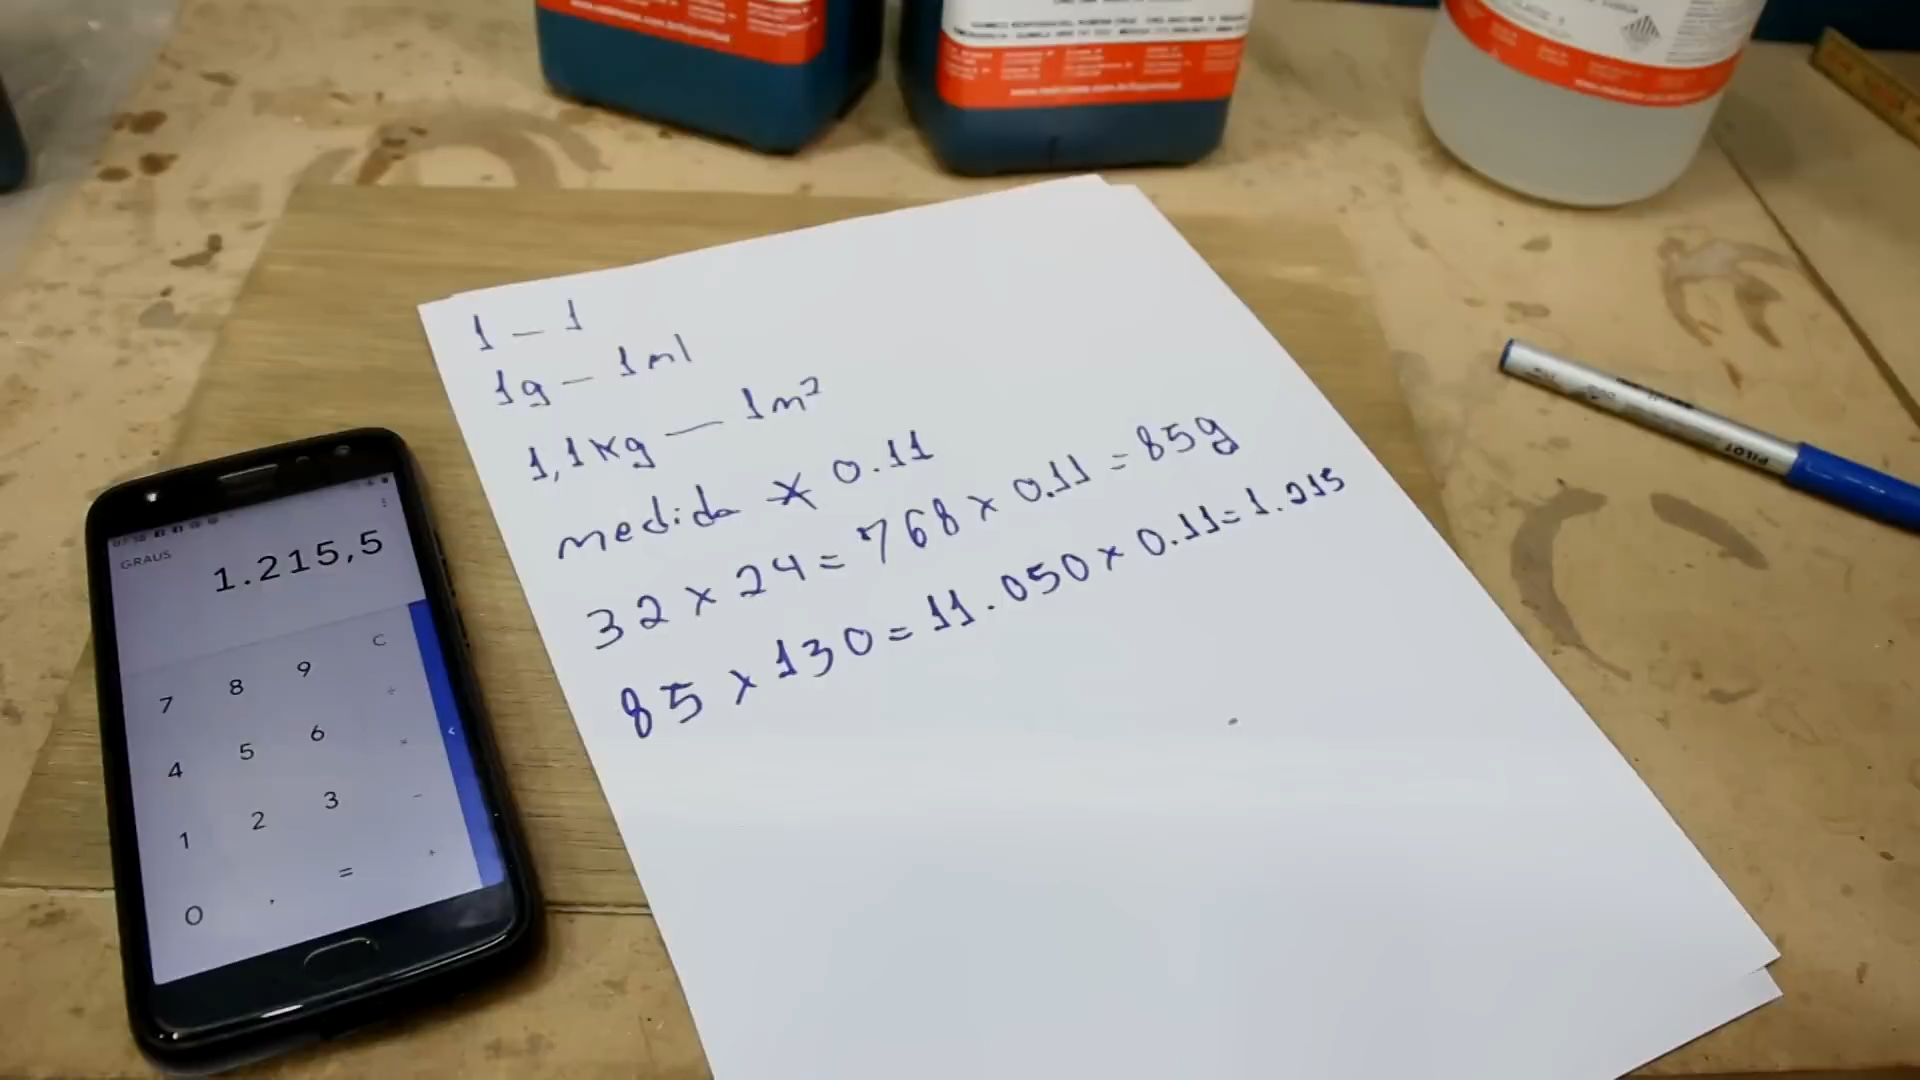 1 - 1
1g - 1ml
1,1Kg - 1m²
medida x 0.11
32 x 24 = 768 x 0.11 = 85g
85 x 130 = 11.050 x 0.11 = 1.215
GRAUS
1.215,5
C
7 8 9 ÷
4 5 6 ×
1 2 3 −
0 , = +
PILOT